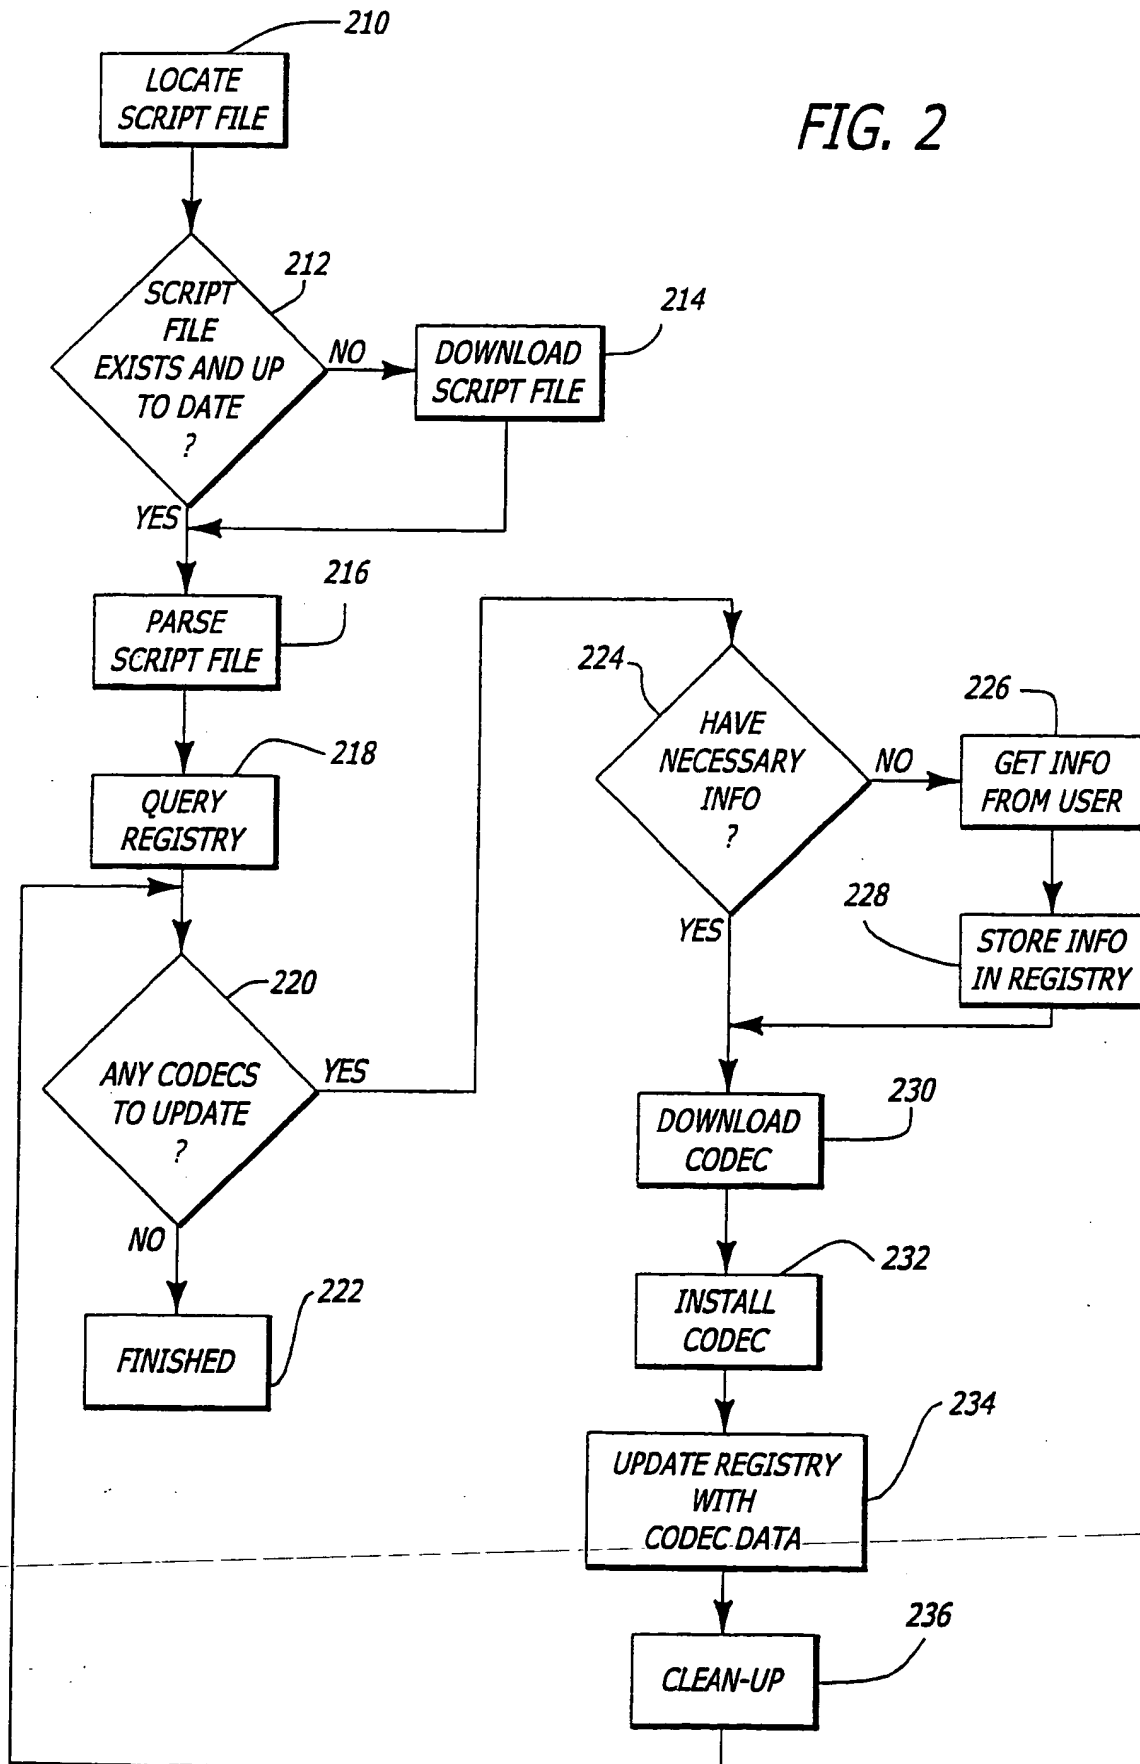 210
LOCATE
SCRIPT FILE
FIG. 2
212
SCRIPT
FILE
EXISTS AND UP
TO DATE
?
NO
214
DOWNLOAD
SCRIPT FILE
YES
216
PARSE
SCRIPT FILE
218
QUERY
REGISTRY
220
ANY CODECS
TO UPDATE
?
YES
NO
222
FINISHED
224
HAVE
NECESSARY
INFO
?
NO
226
GET INFO
FROM USER
228
STORE INFO
IN REGISTRY
YES
230
DOWNLOAD
CODEC
232
INSTALL
CODEC
234
UPDATE REGISTRY
WITH
CODEC DATA
236
CLEAN-UP